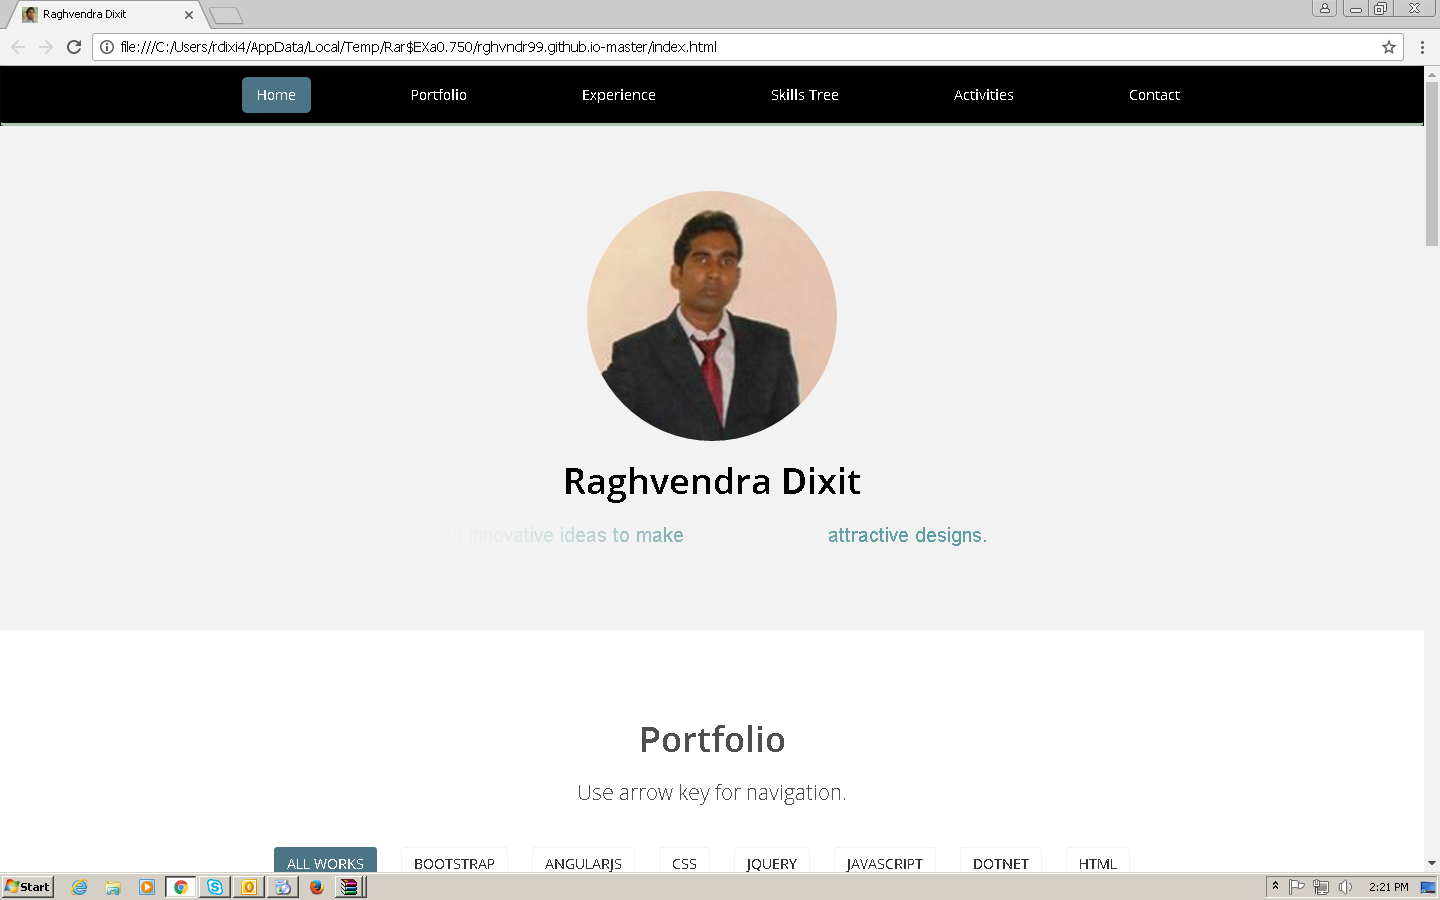 Raghvendra Dixit
file:///C:/Users/rdixi4/AppData/Local/Temp/Rar$EXa0.750/rghvndr99.github.io-master/index.html
Home Portfolio Experience Skills Tree Activities Contact
Raghvendra Dixit
innovative ideas to make attractive designs.
Portfolio
Use arrow key for navigation.
ALL WORKS BOOTSTRAP ANGULARJS CSS JQUERY JAVASCRIPT DOTNET HTML
Start 2:21 PM